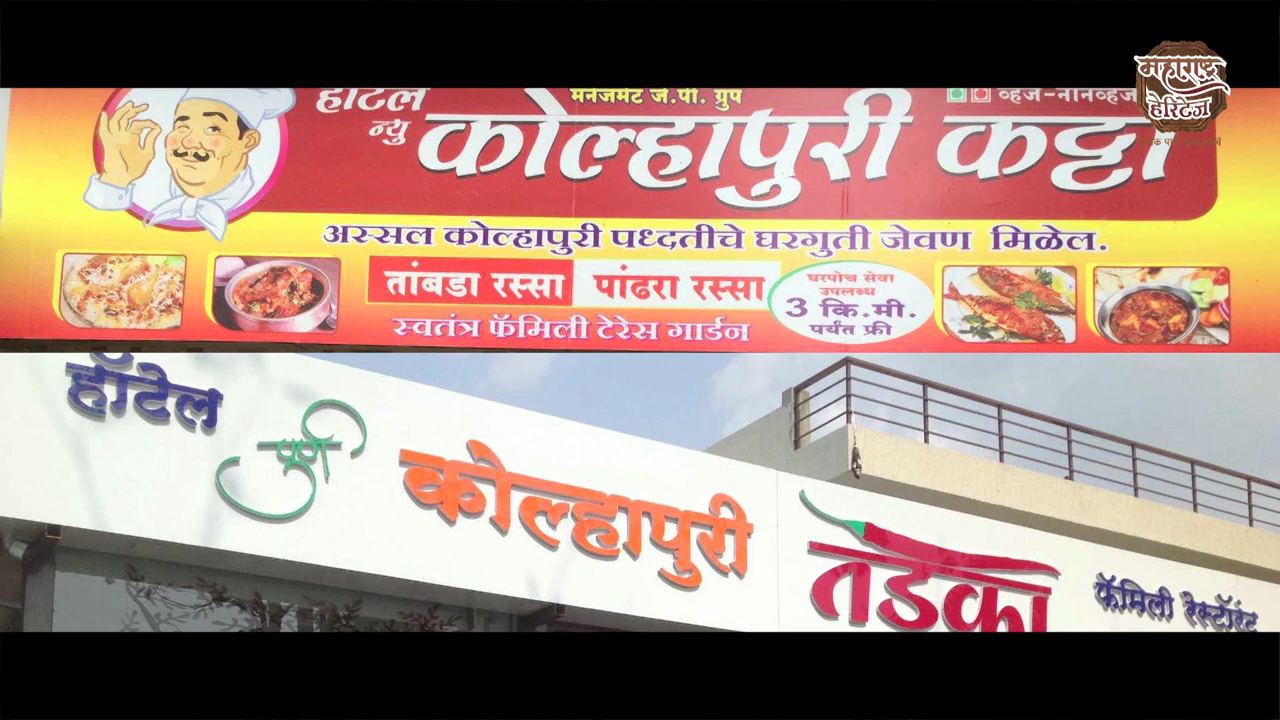 महाराष्ट्र
हेरिटेज
हॉटेल
मॅनेजमेंट जे.पी. ग्रुप
व्हेज-नॉनव्हेज
न्यु
कोल्हापुरी कट्टा
अस्सल कोल्हापुरी पध्दतीचे घरगुती जेवण मिळेल.
तांबडा रस्सा
पांढरा रस्सा
घरपोच सेवा
उपलब्ध
3 कि.मी.
पर्यंत फ्री
स्वतंत्र फॅमिली टेरेस गार्डन
हॉटेल
पुर्ण
कोल्हापुरी
तडका
फॅमिली रेस्टॉरंट